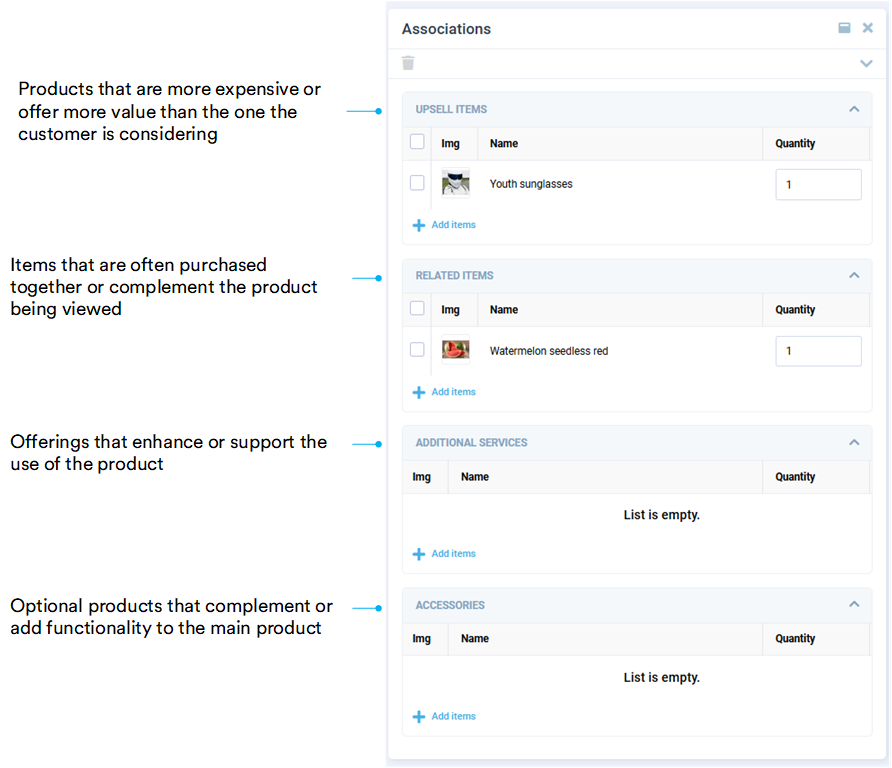 Associations
Products that are more expensive or
offer more value than the one the
customer is considering
UPSELL ITEMS
Img Name Quantity
Youth sunglasses 1
Add items
Items that are often purchased
together or complement the product
being viewed
RELATED ITEMS
Img Name Quantity
Watermelon seedless red 1
Add items
Offerings that enhance or support the
use of the product
ADDITIONAL SERVICES
Img Name Quantity
List is empty.
Add items
Optional products that complement or
add functionality to the main product
ACCESSORIES
Img Name Quantity
List is empty.
Add items